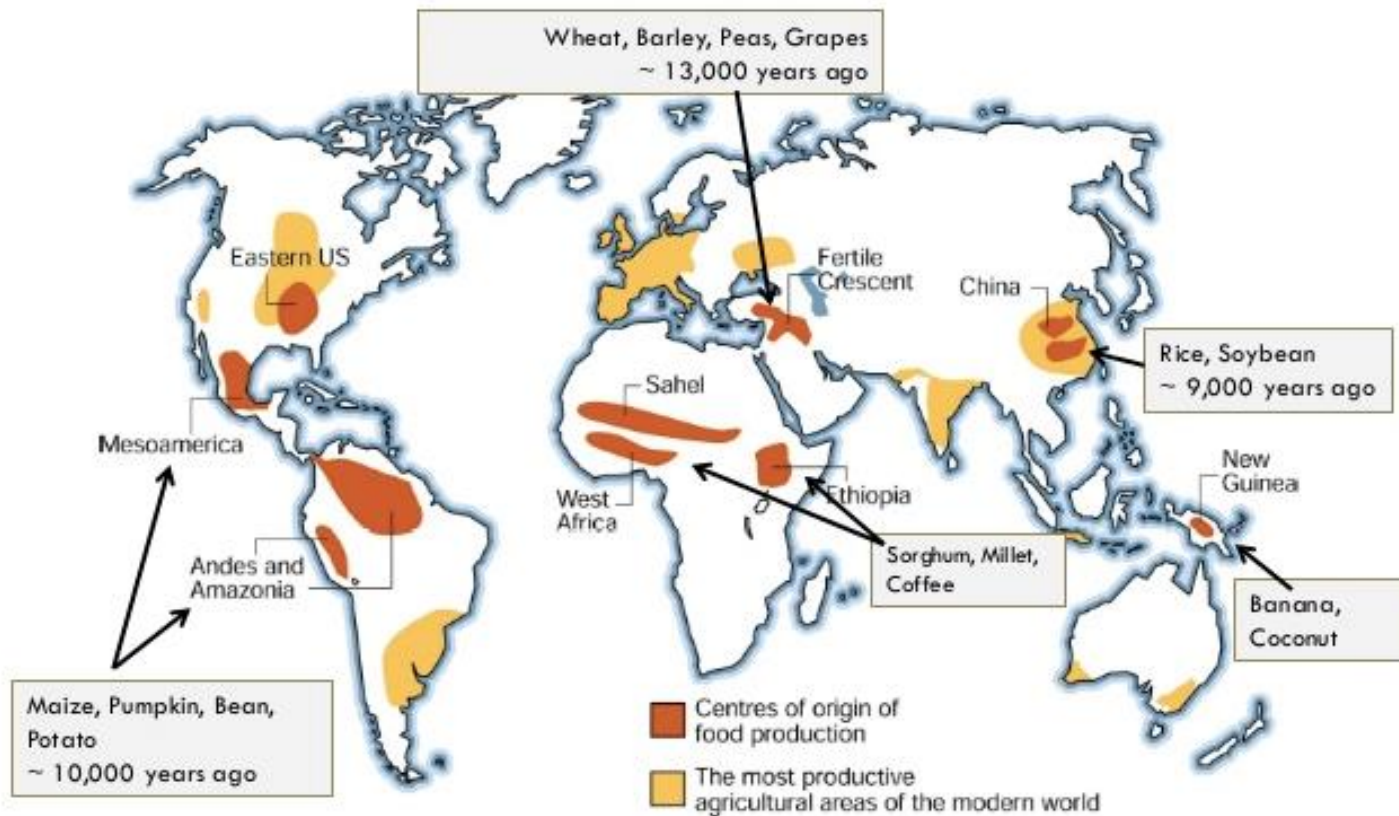 Wheat, Barley, Peas, Grapes
~ 13,000 years ago
Eastern US
Fertile
Crescent
China
Rice, Soybean
~ 9,000 years ago
Sahel
Mesoamerica
New
Guinea
West
Africa
Ethiopia
Sorghum, Millet,
Coffee
Andes and
Amazonia
Banana,
Coconut
Maize, Pumpkin, Bean,
Potato
~ 10,000 years ago
Centres of origin of
food production
The most productive
agricultural areas of the modern world